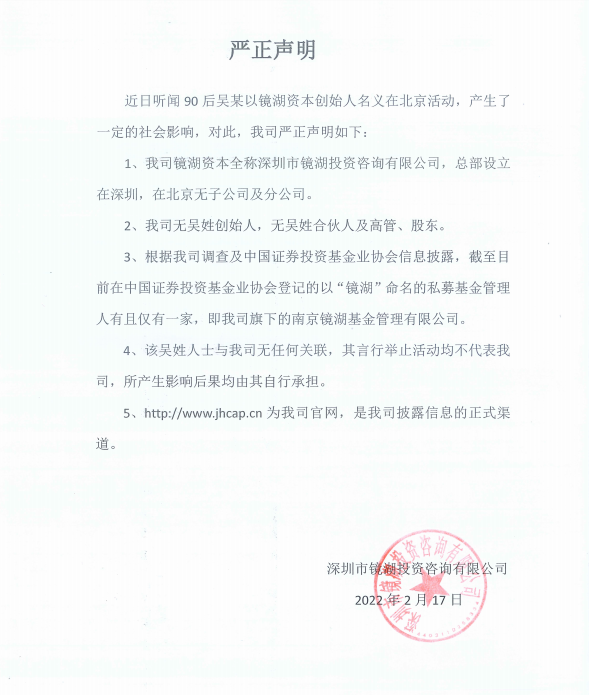 严正声明
近日听闻 90 后吴某以镜湖资本创始人名义在北京活动，产生了
一定的社会影响，对此，我司严正声明如下：
1、我司镜湖资本全称深圳市镜湖投资咨询有限公司，总部设立
在深圳，在北京无子公司及分公司。
2、我司无吴姓创始人，无吴姓合伙人及高管、股东。
3、根据我司调查及中国证券投资基金业协会信息披露，截至目
前在中国证券投资基金业协会登记的以“镜湖”命名的私募基金管理
人有且仅有一家，即我司旗下的南京镜湖基金管理有限公司。
4、该吴姓人士与我司无任何关联，其言行举止活动均不代表我
司，所产生影响后果均由其自行承担。
5、http://www.jhcap.cn 为我司官网，是我司披露信息的正式渠
道。
深圳市镜湖投资咨询有限公司
2022 年 2 月 17 日
深圳市镜湖投资咨询有限公司